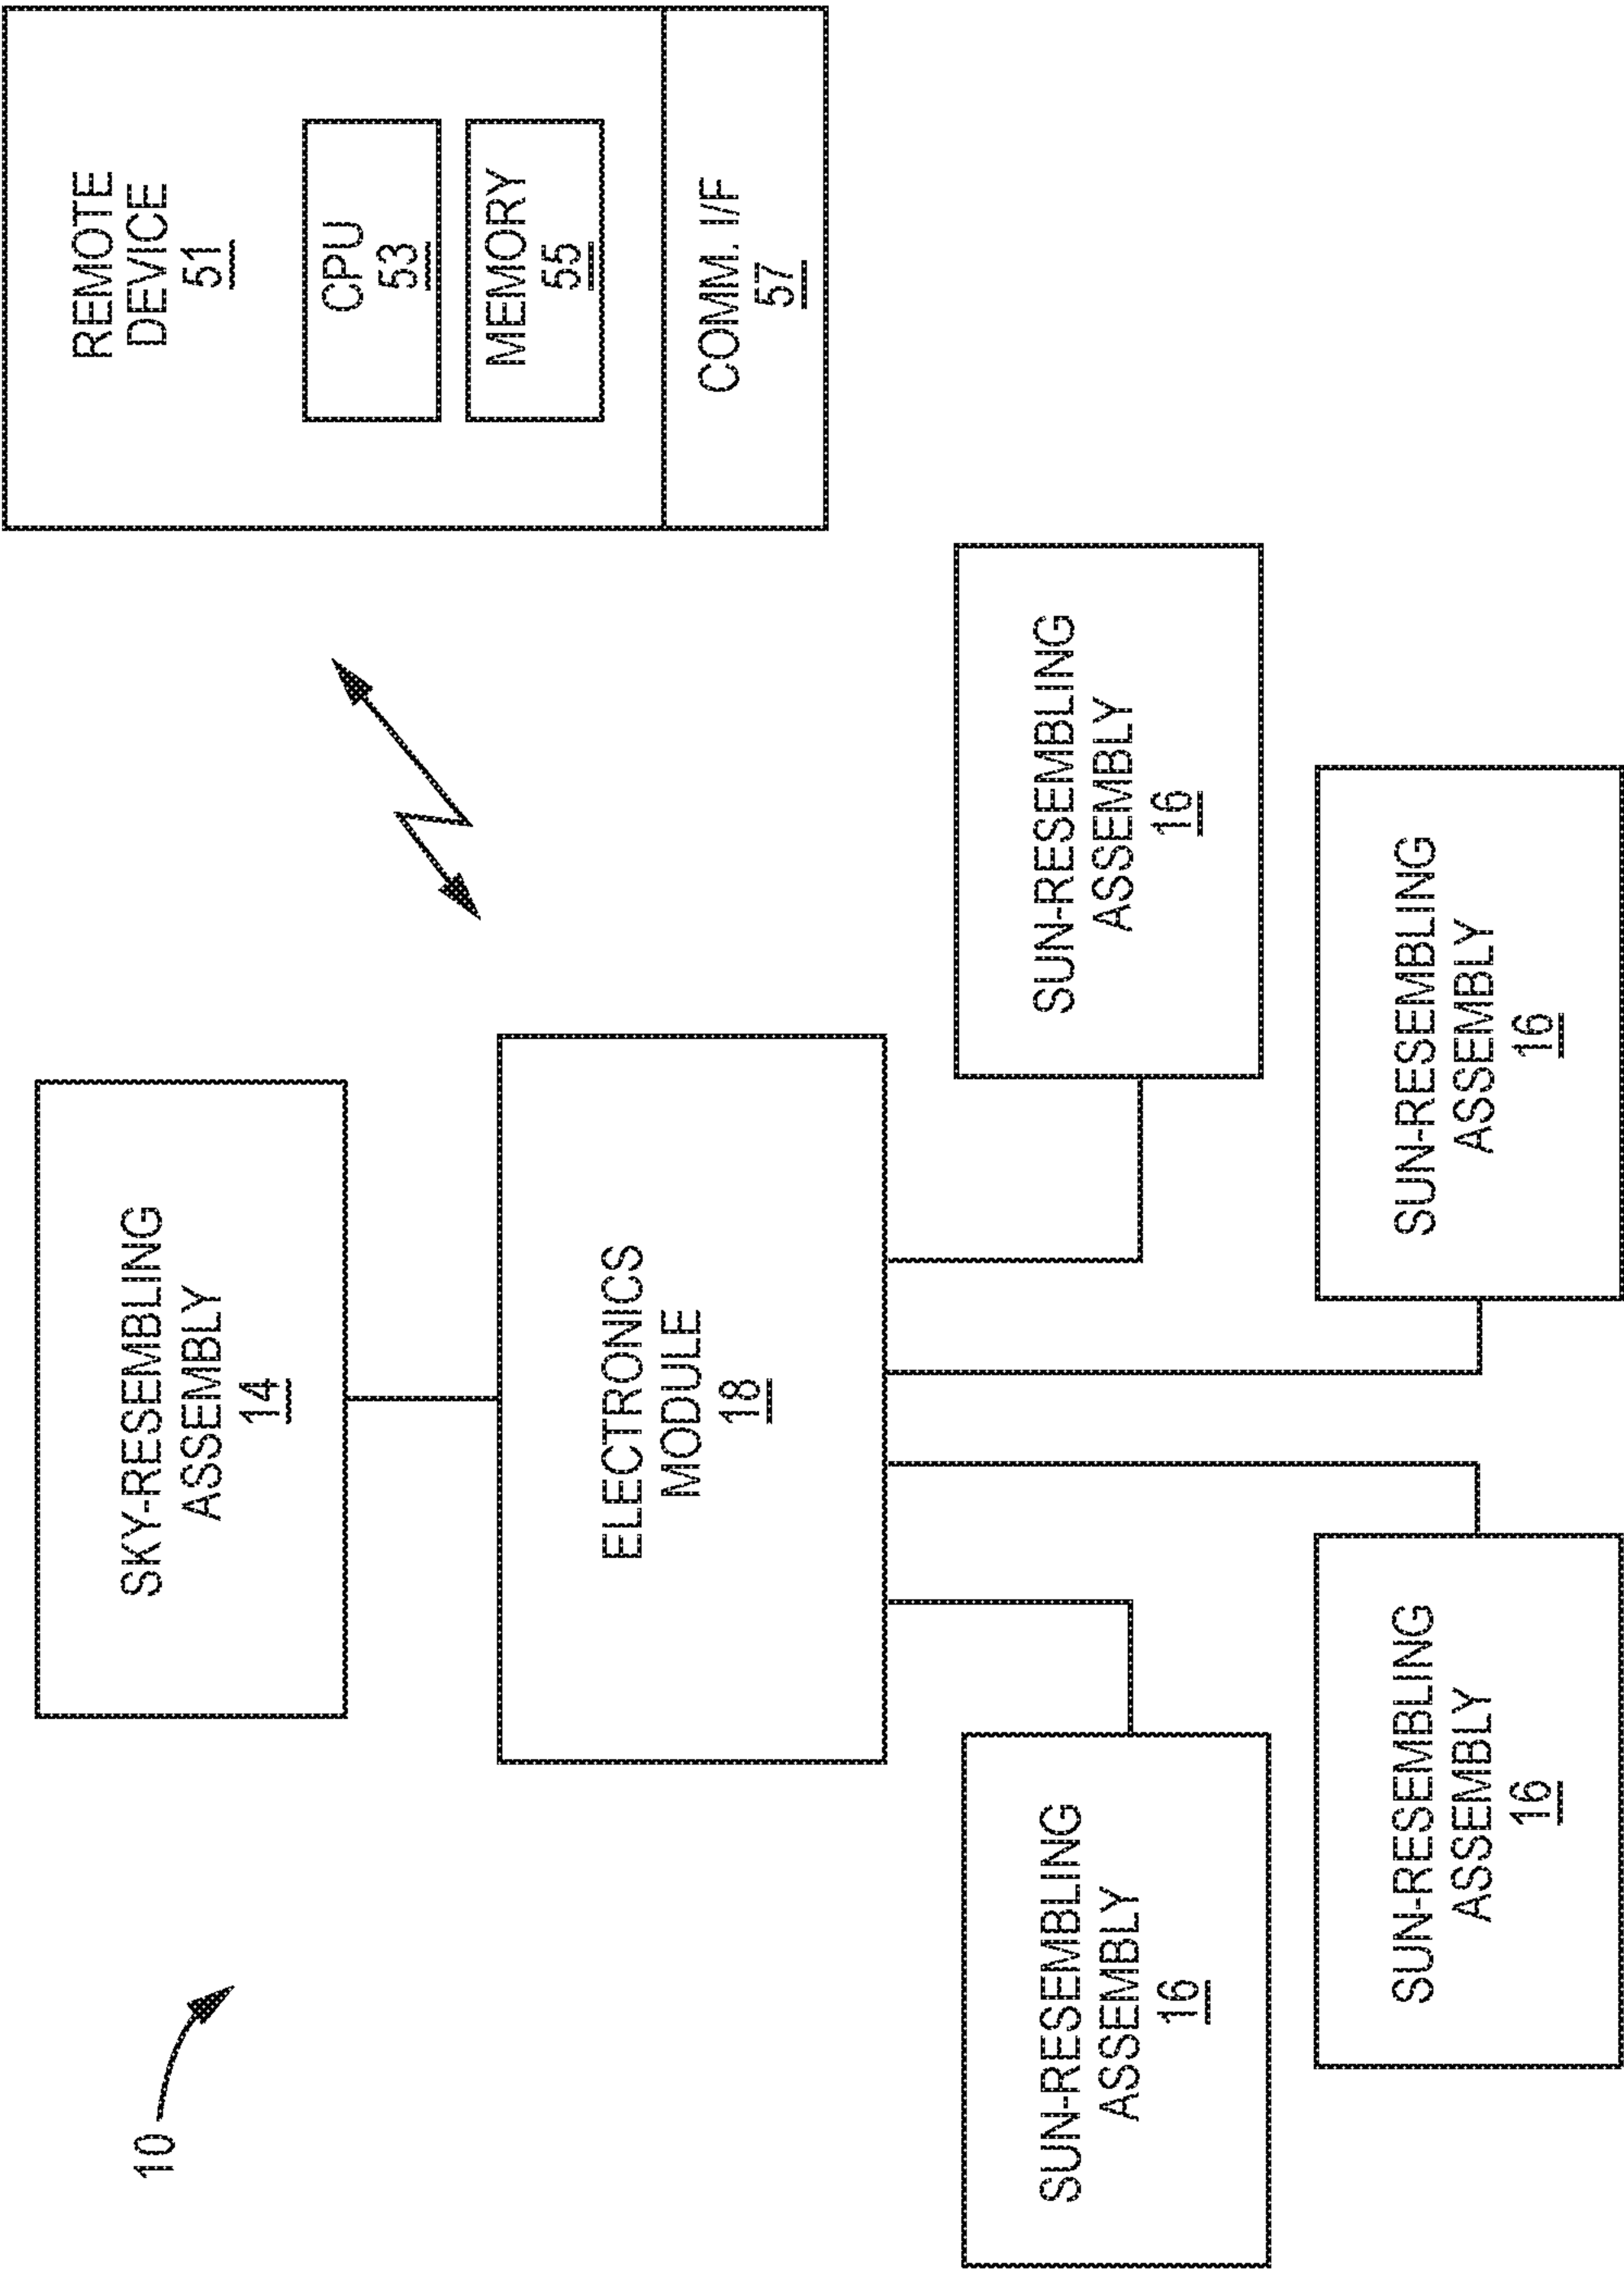 10
SKY-RESEMBLING
ASSEMBLY
14
REMOTE
DEVICE
51
CPU
53
MEMORY
55
COMM. I/F
57
ELECTRONICS
MODULE
18
SUN-RESEMBLING
ASSEMBLY
16
SUN-RESEMBLING
ASSEMBLY
16
SUN-RESEMBLING
ASSEMBLY
16
SUN-RESEMBLING
ASSEMBLY
16